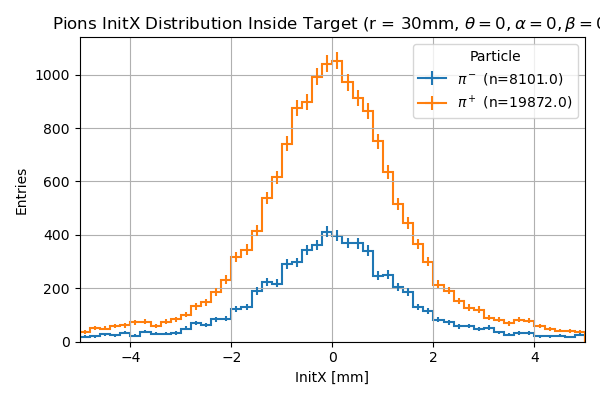 Pions InitX Distribution Inside Target (r = 30mm, θ = 0, α = 0, β = 0
Particle
π⁻ (n=8101.0)
π⁺ (n=19872.0)
Entries
1000
800
600
400
200
0
−4 −2 0 2 4
InitX [mm]